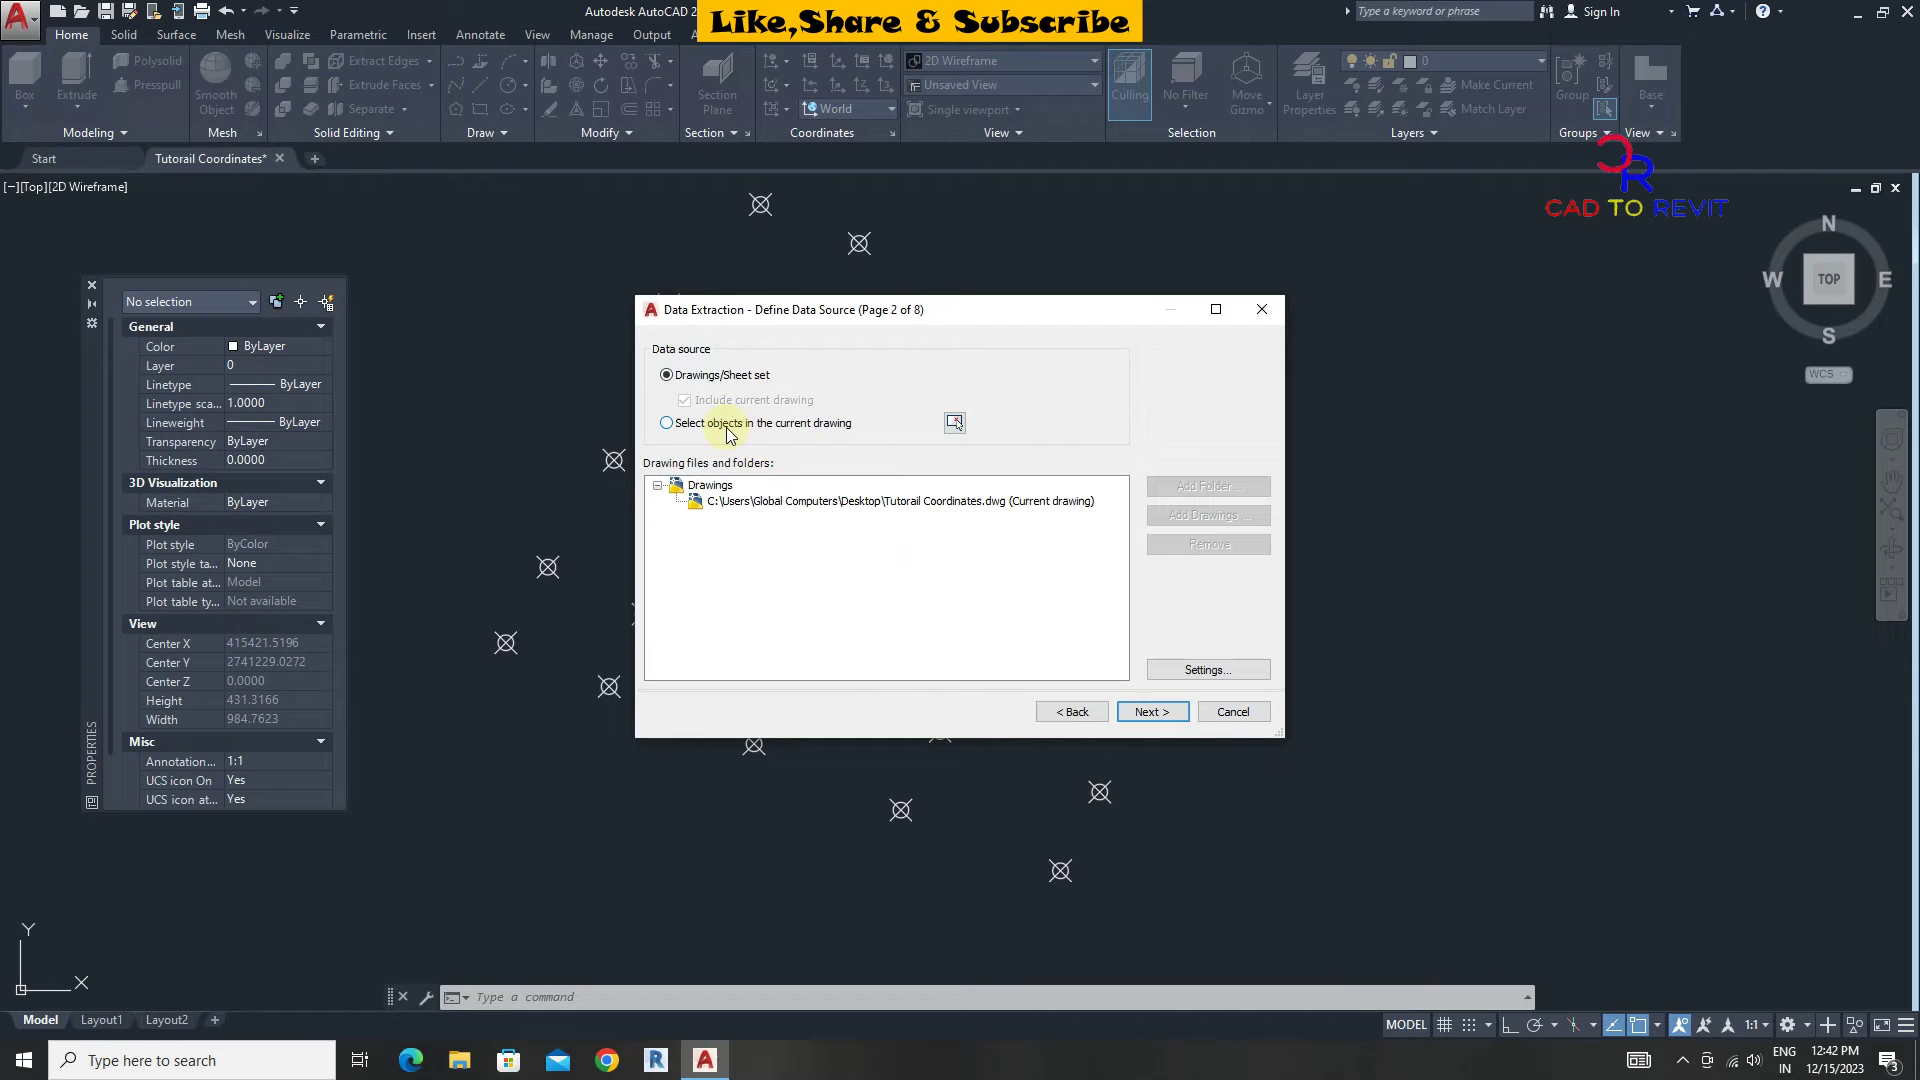 Autodesk AutoCAD 2
Like,Share & Subscribe
Type a keyword or phrase
Sign In
Home
Solid
Surface
Mesh
Visualize
Parametric
Insert
Annotate
View
Manage
Output
Box
Extrude
Polysolid
Presspull
Smooth
Object
Extract Edges
Extrude Faces
Separate
Section
Plane
World
2D Wireframe
Unsaved View
Single viewport
Culling
No Filter
Move
Gizmo
Layer
Properties
0
Make Current
Match Layer
Group
Base
Modeling
Mesh
Solid Editing
Draw
Modify
Section
Coordinates
View
Selection
Layers
Groups
View
Start
Tutorail Coordinates*
[−][Top][2D Wireframe]
CAD TO REVIT
N
W
TOP
E
S
WCS
No selection
General
Color ByLayer
Layer 0
Linetype ByLayer
Linetype sca... 1.0000
Lineweight ByLayer
Transparency ByLayer
Thickness 0.0000
3D Visualization
Material ByLayer
Plot style
Plot style ByColor
Plot style ta... None
Plot table at... Model
Plot table ty... Not available
View
Center X 415421.5196
Center Y 2741229.0272
Center Z 0.0000
Height 431.3166
Width 984.7623
Misc
Annotation... 1:1
UCS icon On Yes
UCS icon at... Yes
PROPERTIES
Data Extraction - Define Data Source (Page 2 of 8)
Data source
Drawings/Sheet set
Include current drawing
Select objects in the current drawing
Drawing files and folders:
Drawings
C:\Users\Global Computers\Desktop\Tutorail Coordinates.dwg (Current drawing)
Add Folder ...
Add Drawings ...
Remove
Settings...
< Back
Next >
Cancel
Y
X
Type a command
Model
Layout1
Layout2
MODEL
1:1
Type here to search
ENG
IN
12:42 PM
12/15/2023
3